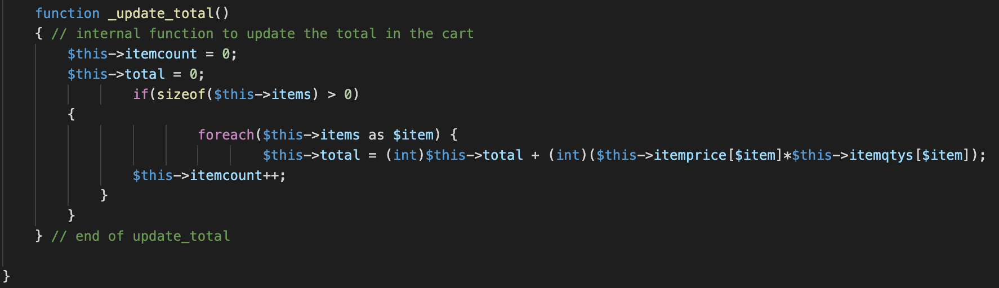 function _update_total()
{ // internal function to update the total in the cart
$this->itemcount = 0;
$this->total = 0;
if(sizeof($this->items) > 0)
{
foreach($this->items as $item) {
$this->total = (int)$this->total + (int)($this->itemprice[$item]*$this->itemqtys[$item]);
$this->itemcount++;
}
}
} // end of update_total
}